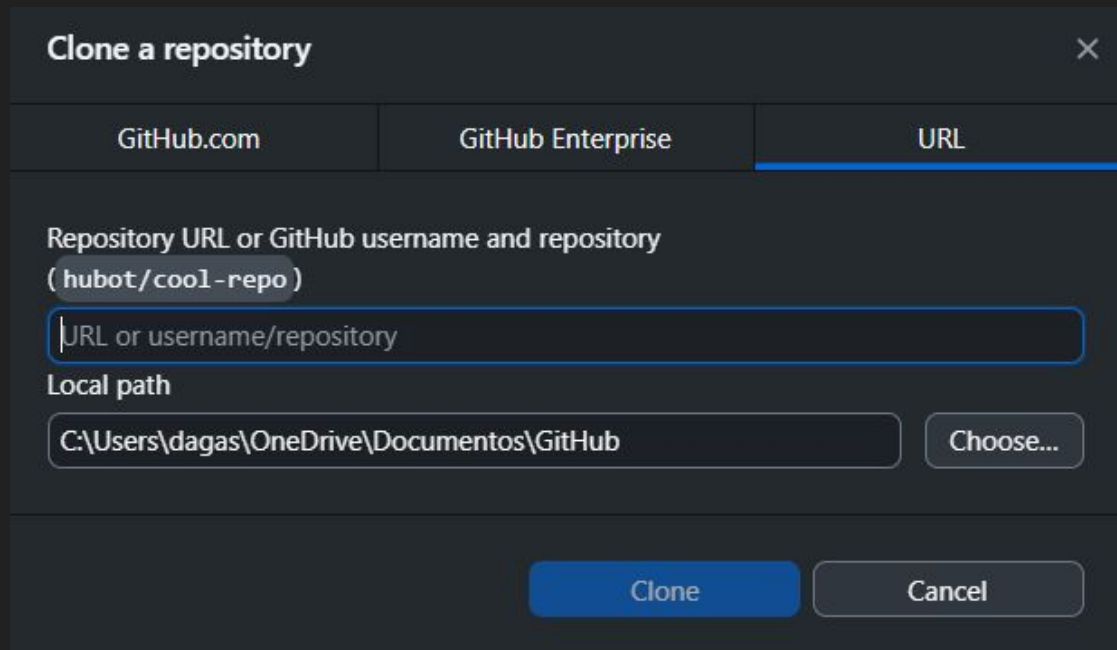 Clone a repository
GitHub.com
GitHub Enterprise
URL
Repository URL or GitHub username and repository
(hubot/cool-repo)
URL or username/repository
Local path
C:\Users\dagas\OneDrive\Documentos\GitHub
Choose...
Clone
Cancel